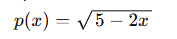 p(x) = √(5 − 2x)